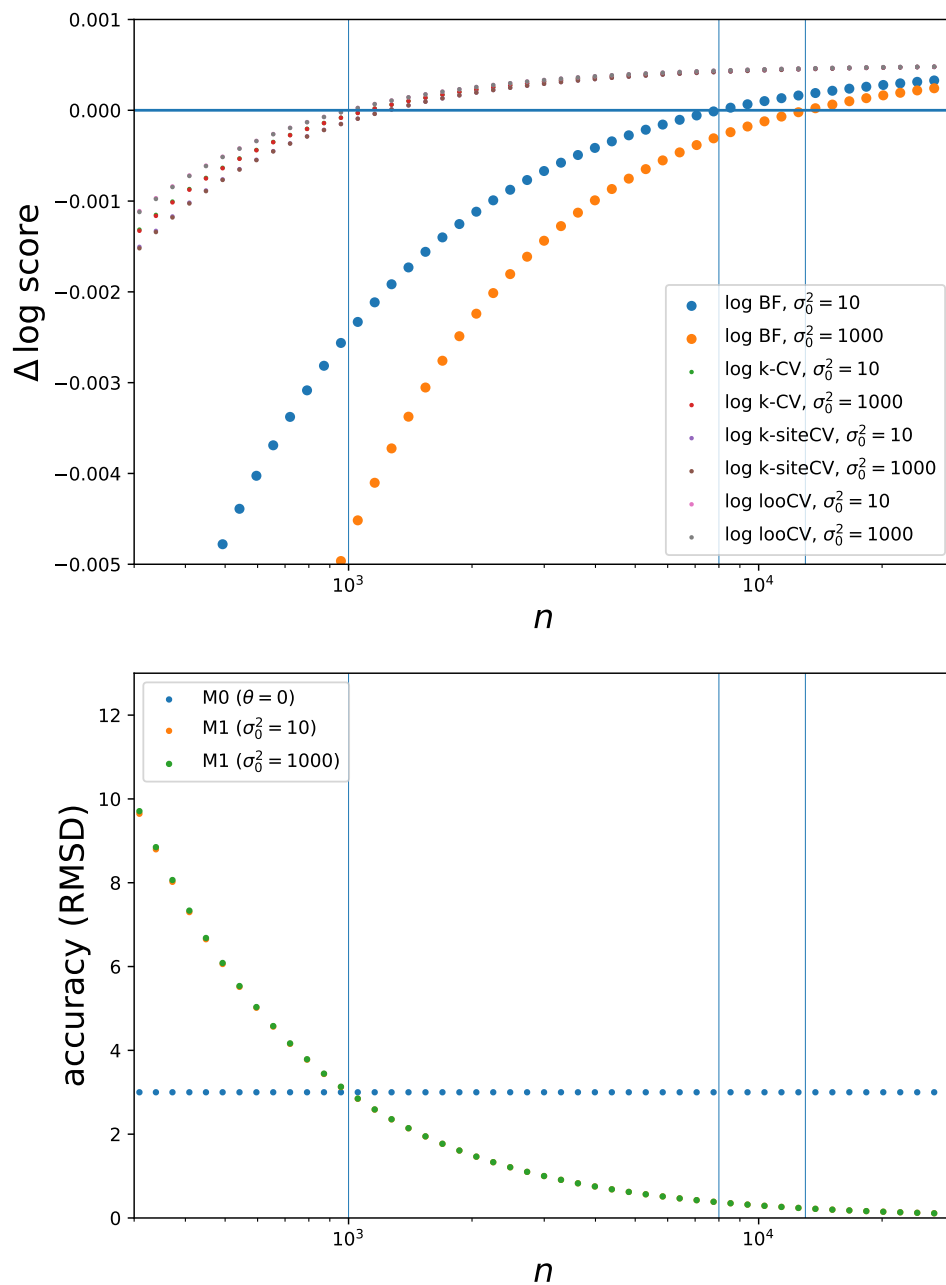 0.001
0.000
−0.001
−0.002
−0.003
−0.004
−0.005
Δ log score
log BF, σ₀² = 10
log BF, σ₀² = 1000
log k-CV, σ₀² = 10
log k-CV, σ₀² = 1000
log k-siteCV, σ₀² = 10
log k-siteCV, σ₀² = 1000
log looCV, σ₀² = 10
log looCV, σ₀² = 1000
10³
10⁴
n
12
10
8
6
4
2
0
accuracy (RMSD)
M0 (θ = 0)
M1 (σ₀² = 10)
M1 (σ₀² = 1000)
10³
10⁴
n